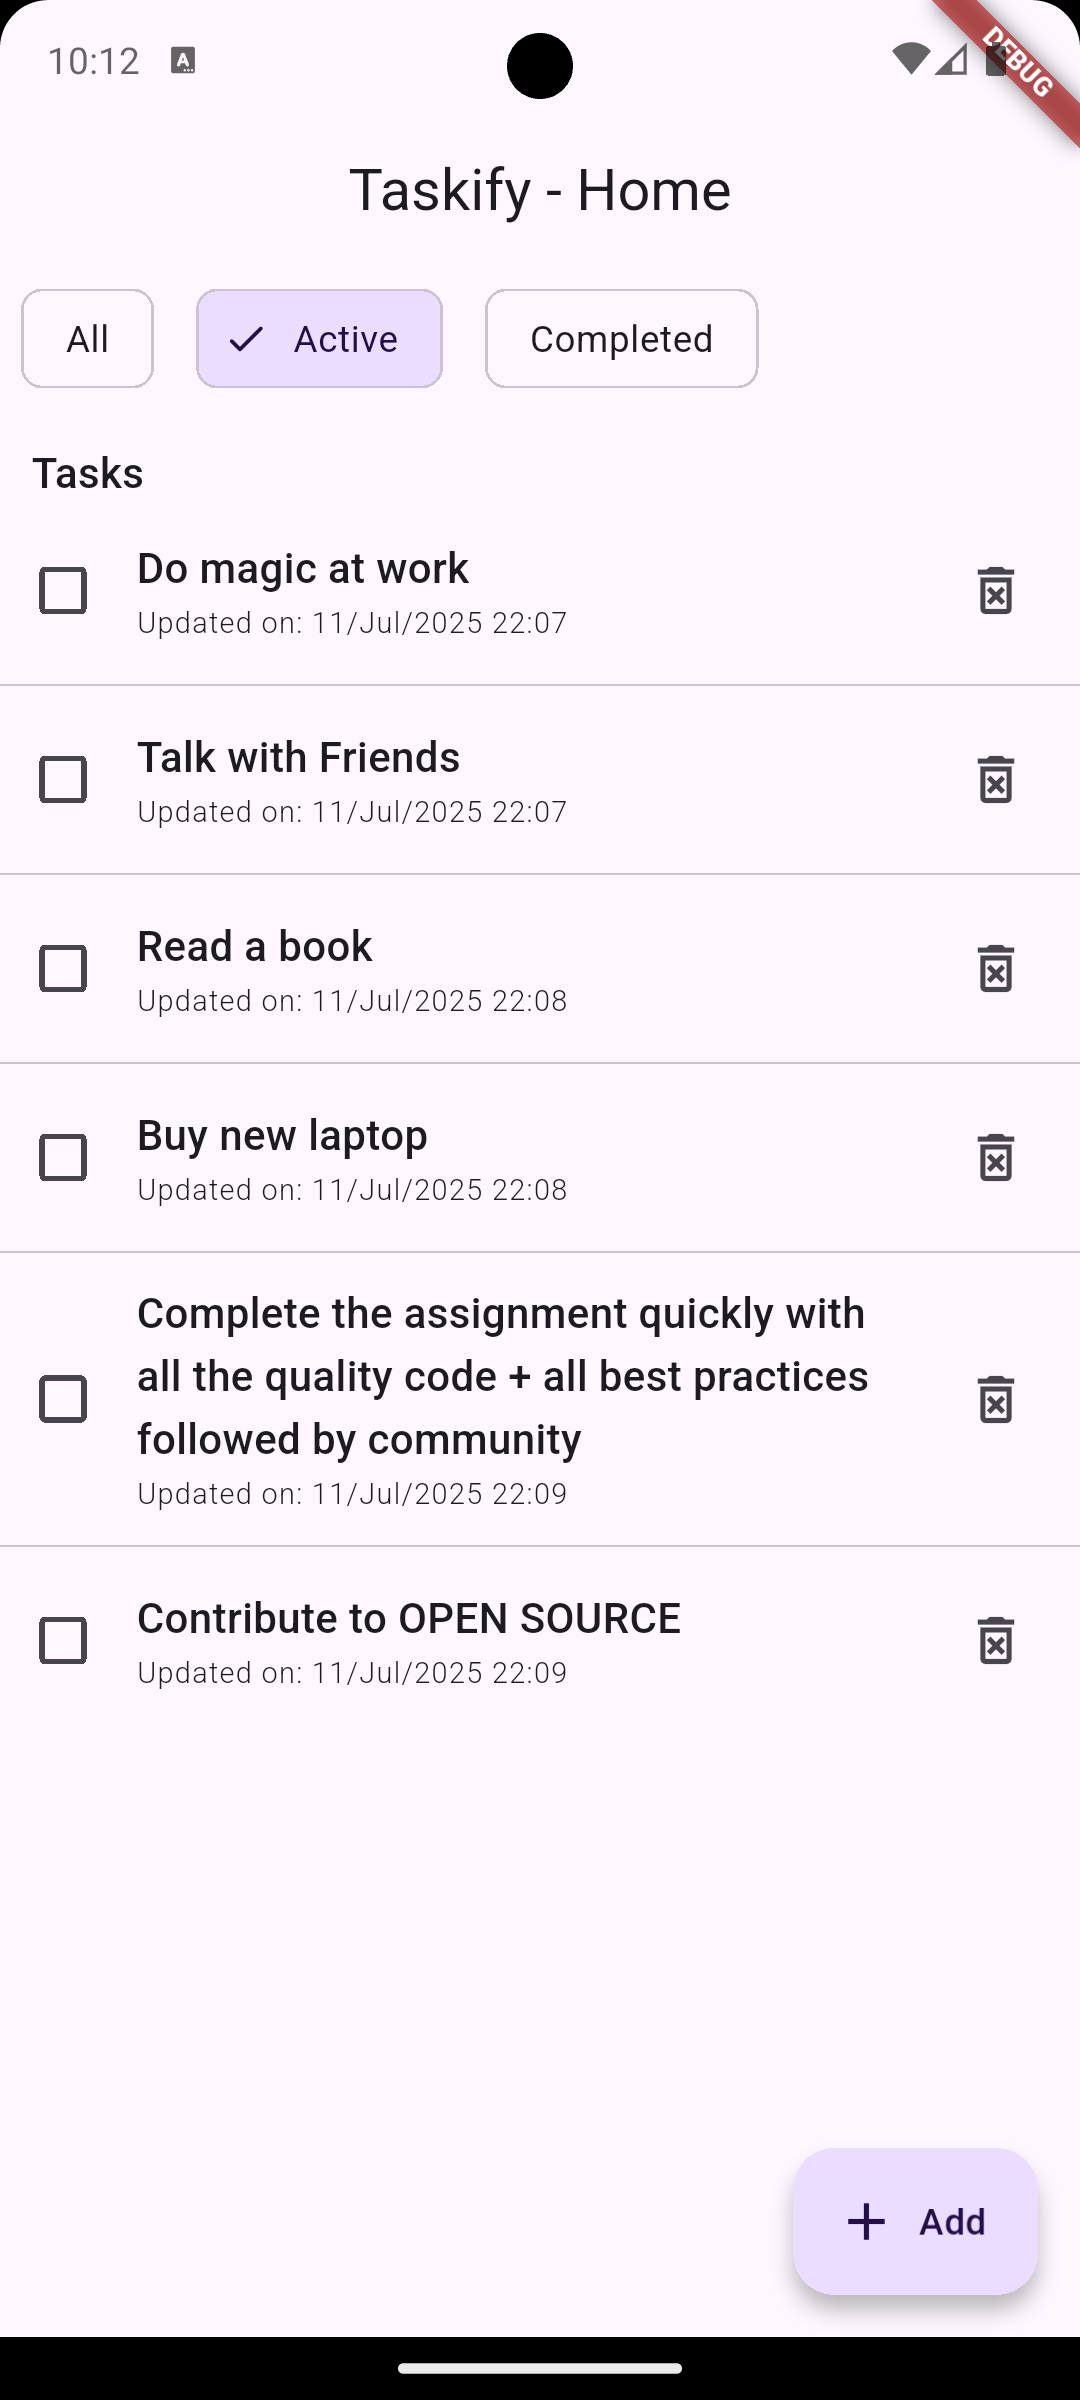 10:12
DEBUG
Taskify - Home
All
Active
Completed
Tasks
Do magic at work
Updated on: 11/Jul/2025 22:07
Talk with Friends
Updated on: 11/Jul/2025 22:07
Read a book
Updated on: 11/Jul/2025 22:08
Buy new laptop
Updated on: 11/Jul/2025 22:08
Complete the assignment quickly with
all the quality code + all best practices
followed by community
Updated on: 11/Jul/2025 22:09
Contribute to OPEN SOURCE
Updated on: 11/Jul/2025 22:09
Add